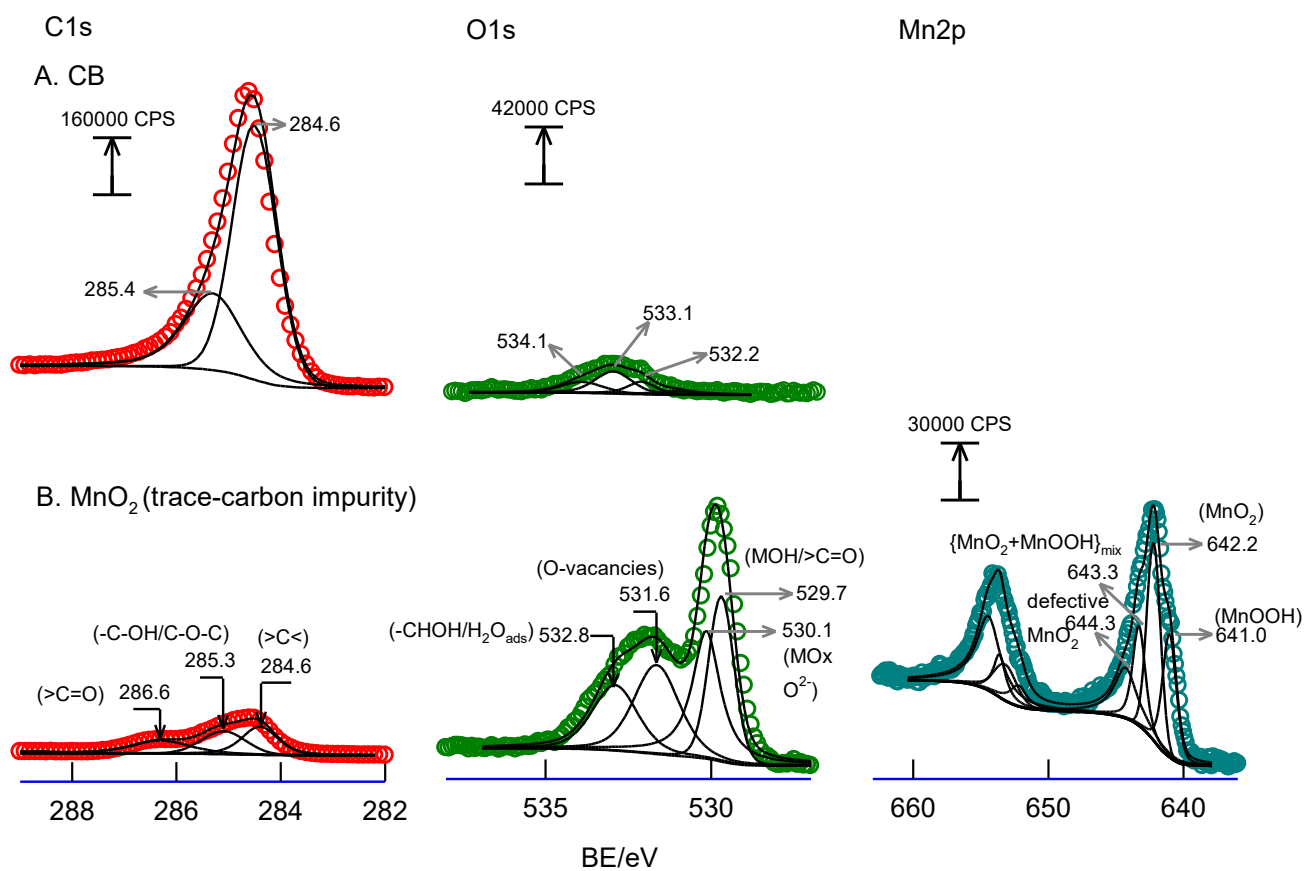 C1s
O1s
Mn2p
A. CB
160000 CPS
284.6
285.4
42000 CPS
533.1
534.1
532.2
30000 CPS
B. MnO2 (trace-carbon impurity)
(-C-OH/C-O-C)
(>C<)
285.3
284.6
(>C=O)
286.6
(O-vacancies)
531.6
(MOH/>C=O)
529.7
(-CHOH/H2Oads)
532.8
530.1
(MOx
O2-)
(MnO2)
642.2
{MnO2+MnOOH}mix
643.3
defective
MnO2
644.3
(MnOOH)
641.0
288
286
284
282
535
530
660
650
640
BE/eV